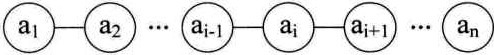 a₁ a₂ ... aᵢ₋₁ aᵢ aᵢ₊₁ ... aₙ